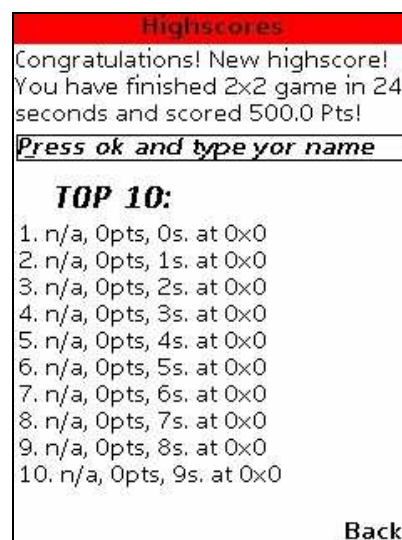 Highscores
Congratulations! New highscore!
You have finished 2x2 game in 24
seconds and scored 500.0 Pts!
Press ok and type yor name
TOP 10:
1. n/a, 0pts, 0s. at 0x0
2. n/a, 0pts, 1s. at 0x0
3. n/a, 0pts, 2s. at 0x0
4. n/a, 0pts, 3s. at 0x0
5. n/a, 0pts, 4s. at 0x0
6. n/a, 0pts, 5s. at 0x0
7. n/a, 0pts, 6s. at 0x0
8. n/a, 0pts, 7s. at 0x0
9. n/a, 0pts, 8s. at 0x0
10. n/a, 0pts, 9s. at 0x0
Back